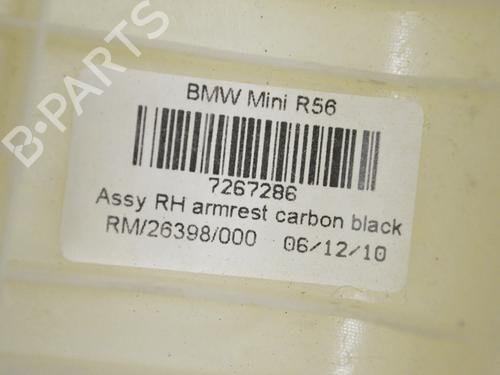 BMW Mini R56
7267286
Assy RH armrest carbon black
RM/26398/000 06/12/10
B-PARTS